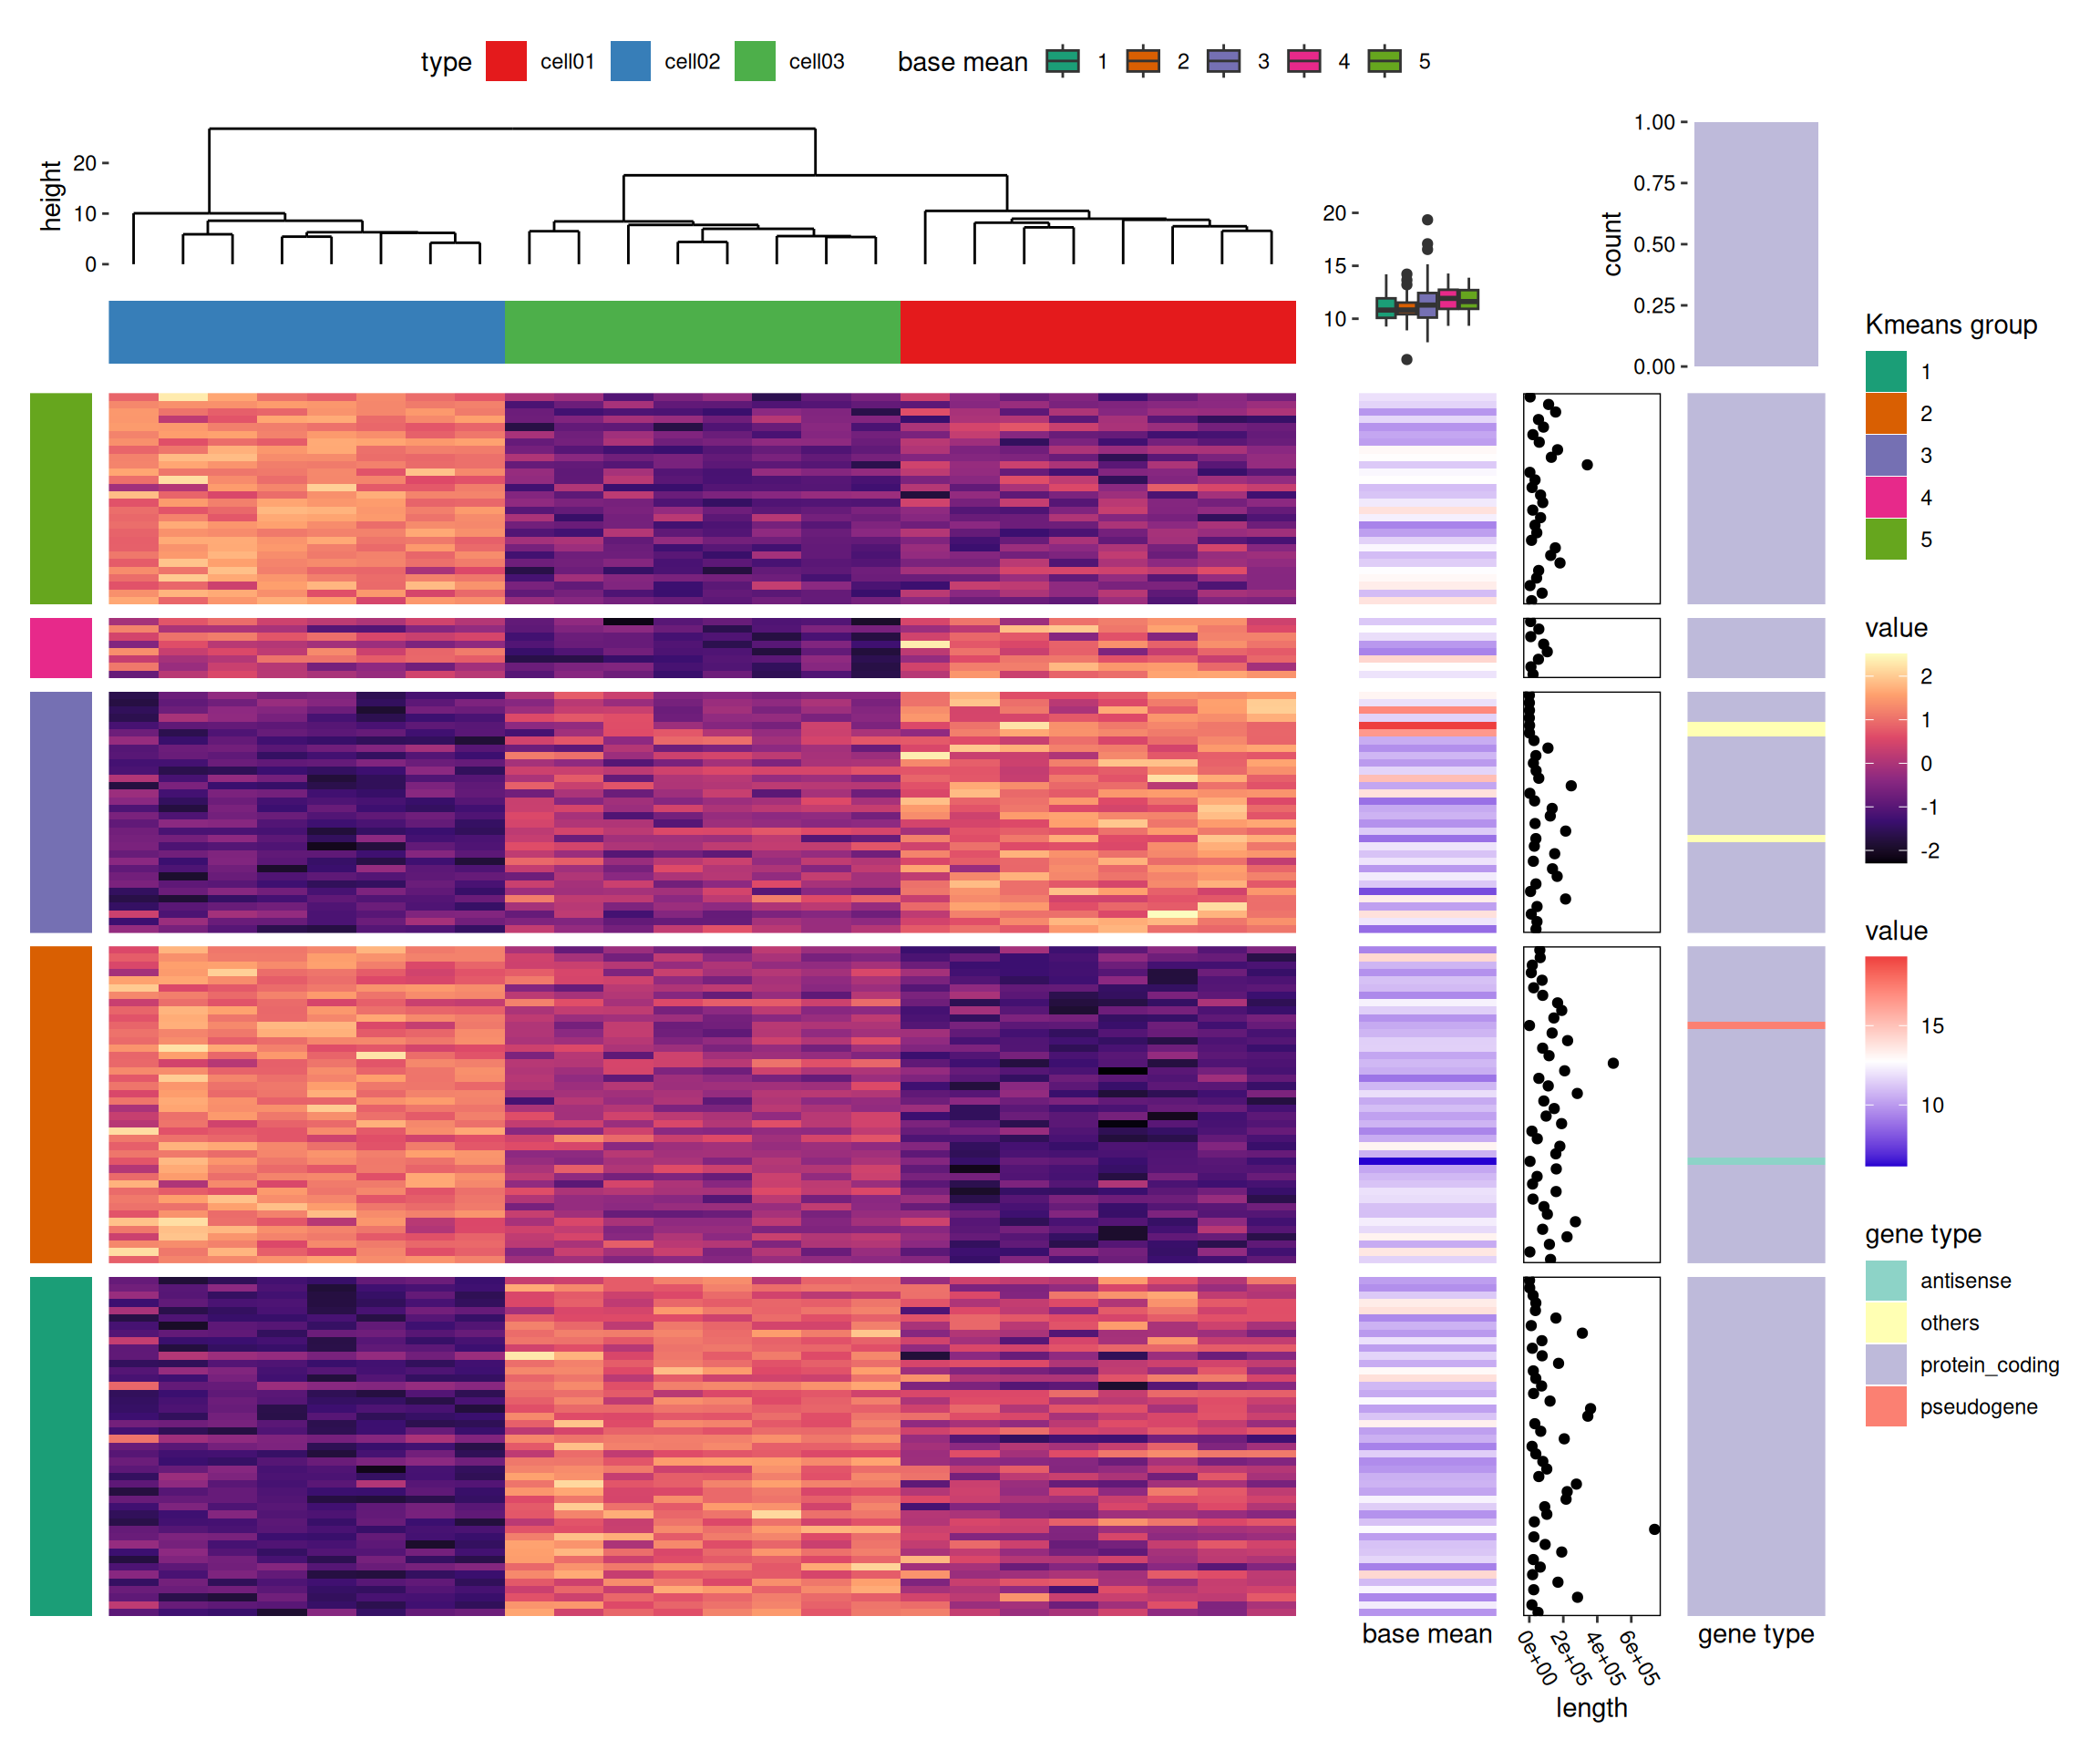 type cell01 cell02 cell03 base mean 1 2 3 4 5
height
20
10
0
20
15
10
count
1.00
0.75
0.50
0.25
0.00
Kmeans group
1
2
3
4
5
value
2
1
0
-1
-2
value
15
10
gene type
antisense
others
protein_coding
pseudogene
base mean
0e+00
2e+05
4e+05
6e+05
length
gene type